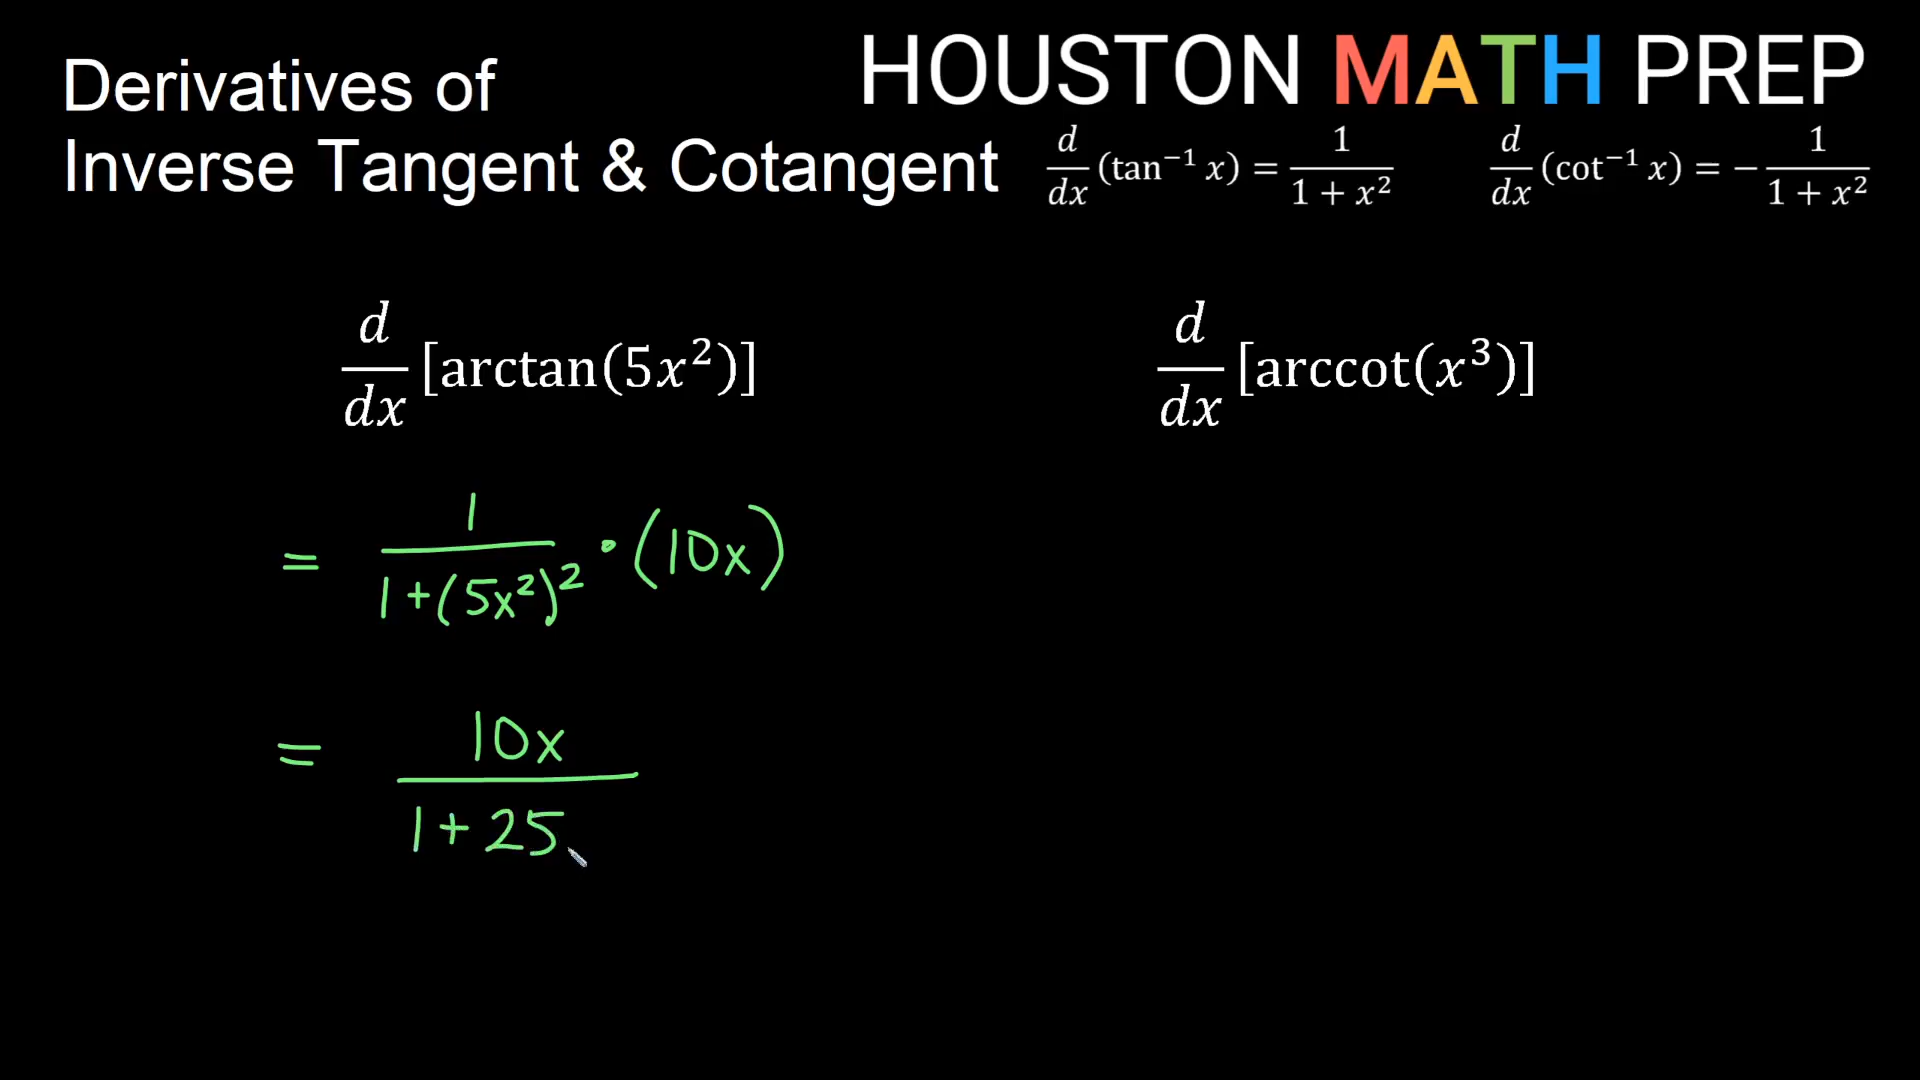 HOUSTON MATH PREP
Derivatives of
Inverse Tangent & Cotangent
d/dx (tan⁻¹ x) = 1/(1 + x²)
d/dx (cot⁻¹ x) = − 1/(1 + x²)
d/dx [arctan(5x²)]
= 1/(1+(5x²)²) · (10x)
= 10x/(1+25
d/dx [arccot(x³)]